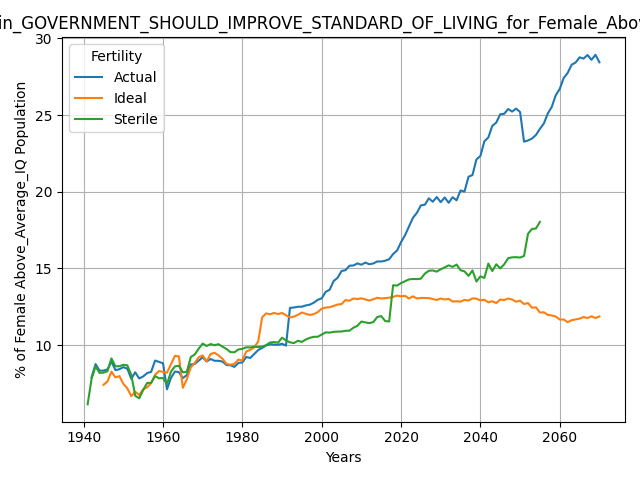 in_GOVERNMENT_SHOULD_IMPROVE_STANDARD_OF_LIVING_for_Female_Abo
30
25
20
15
10
% of Female Above_Average_IQ Population
Fertility
Actual
Ideal
Sterile
1940 1960 1980 2000 2020 2040 2060
Years